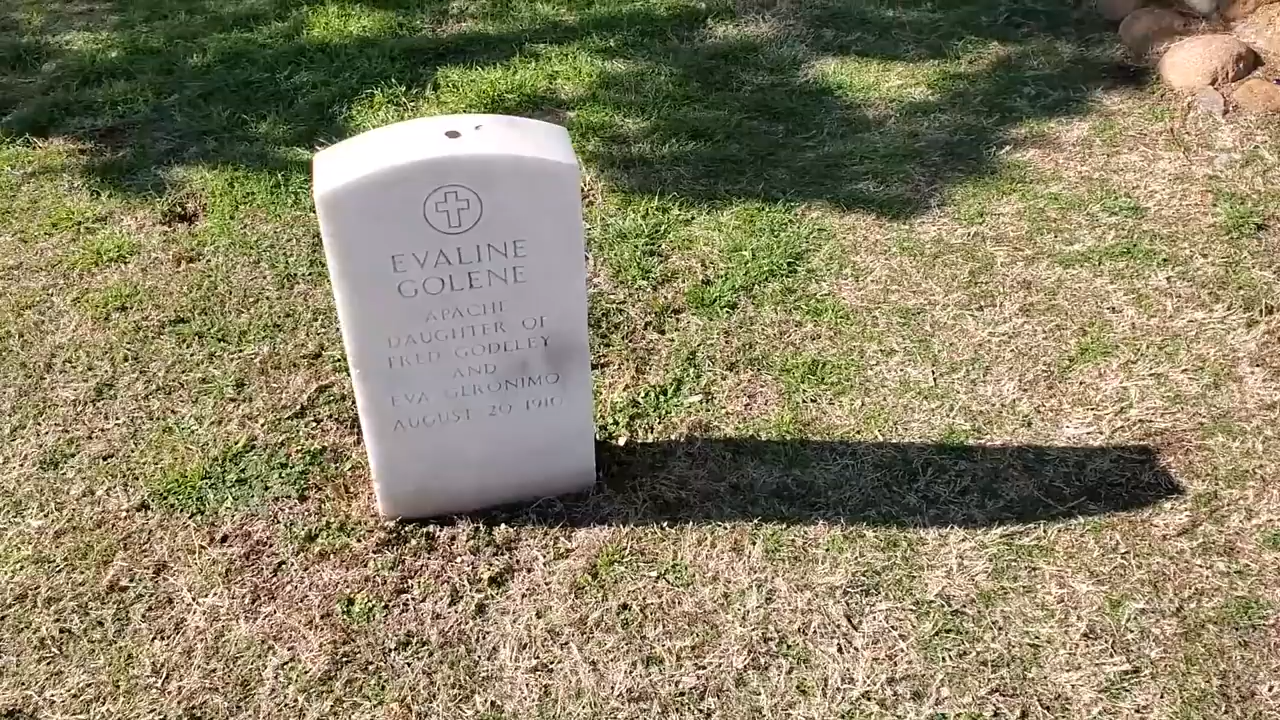 EVALINE
GOLENE
APACHE
DAUGHTER OF
FRED GODELEY
AND
EVA GERONIMO
AUGUST 20 1910